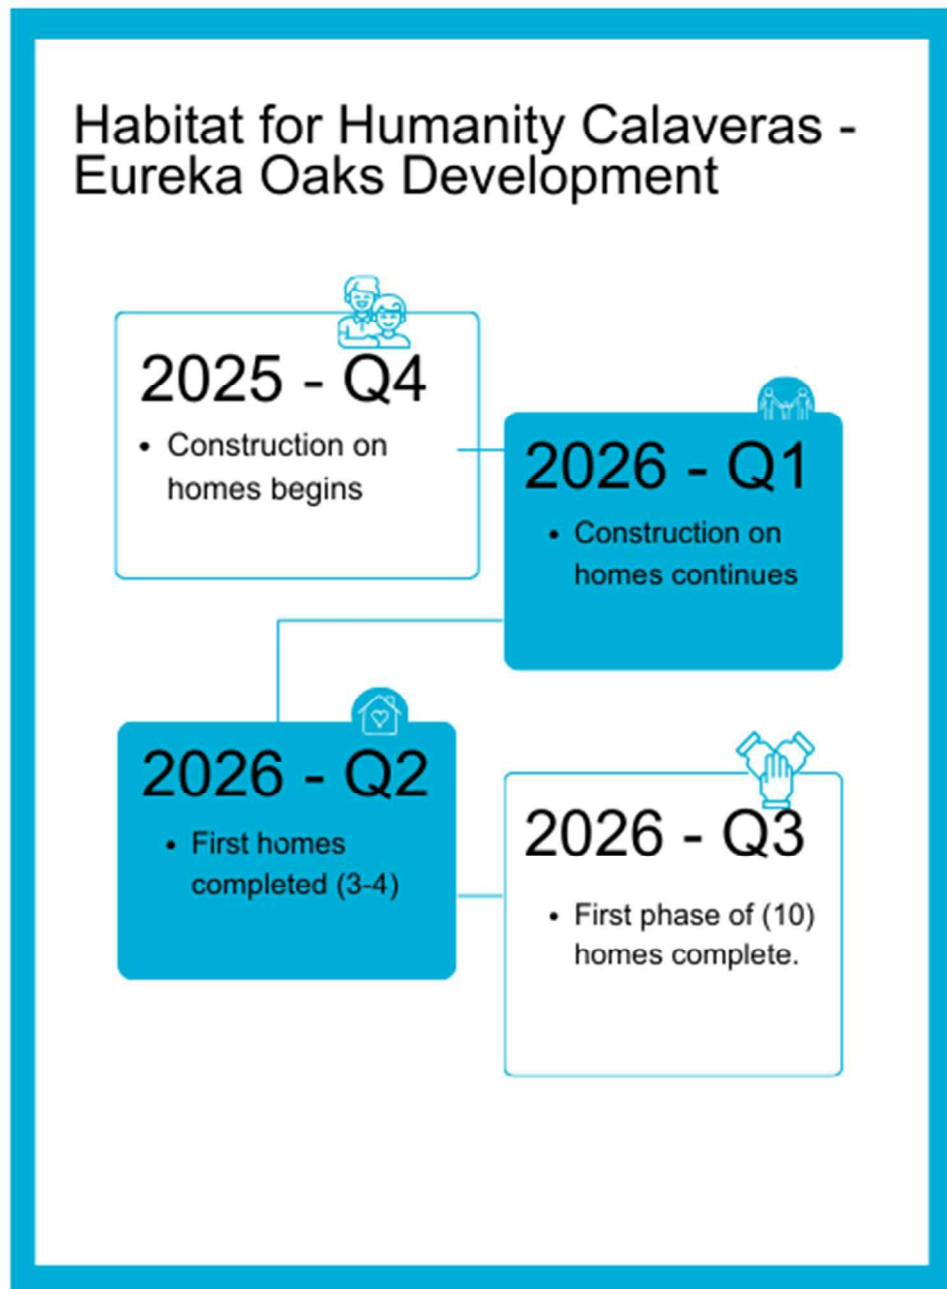 Habitat for Humanity Calaveras -
Eureka Oaks Development
2025 - Q4
• Construction on
homes begins
2026 - Q1
• Construction on
homes continues
2026 - Q2
• First homes
completed (3-4)
2026 - Q3
• First phase of (10)
homes complete.